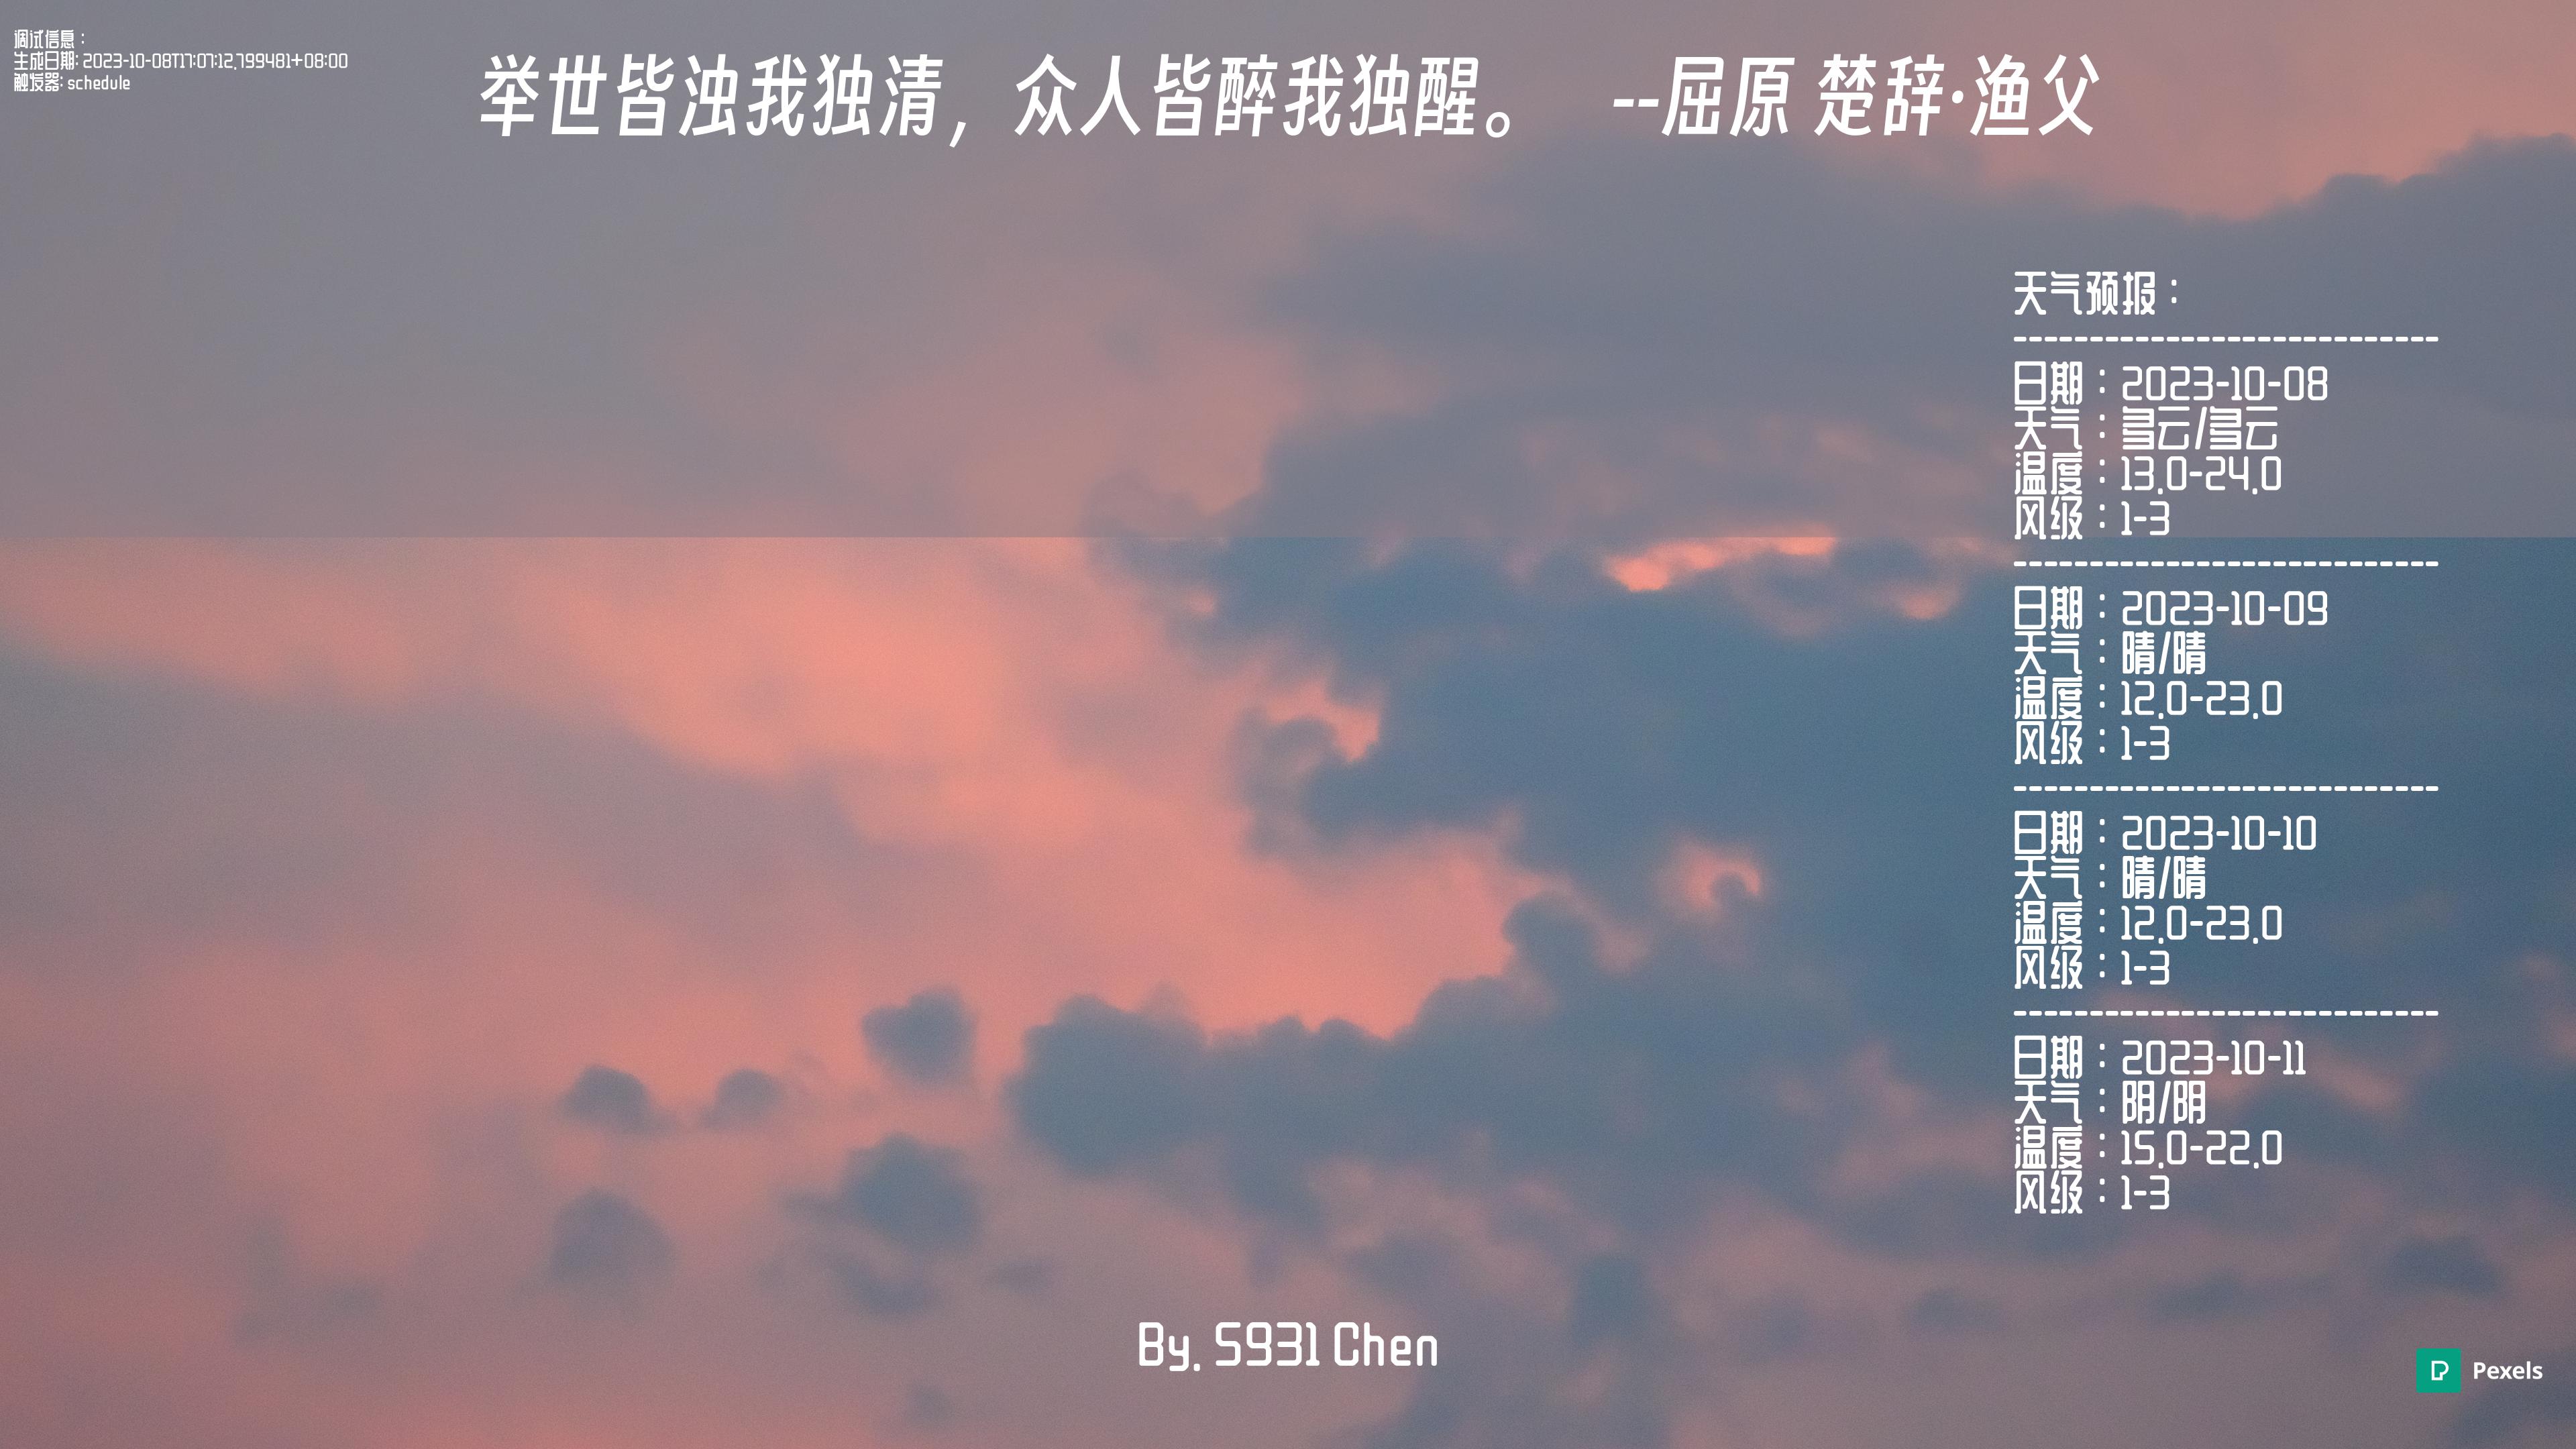 调试信息：
生成日期: 2023-10-08T17:07:12.799481+08:00
触发器: schedule
举世皆浊我独清，众人皆醉我独醒。 --屈原 楚辞·渔父
天气预报：
----------------------------
日期：2023-10-08
天气：多云/多云
温度：13.0-24.0
风级：1-3
----------------------------
日期：2023-10-09
天气：晴/晴
温度：12.0-23.0
风级：1-3
----------------------------
日期：2023-10-10
天气：晴/晴
温度：12.0-23.0
风级：1-3
----------------------------
日期：2023-10-11
天气：阴/阴
温度：15.0-22.0
风级：1-3
By. S931 Chen
Pexels